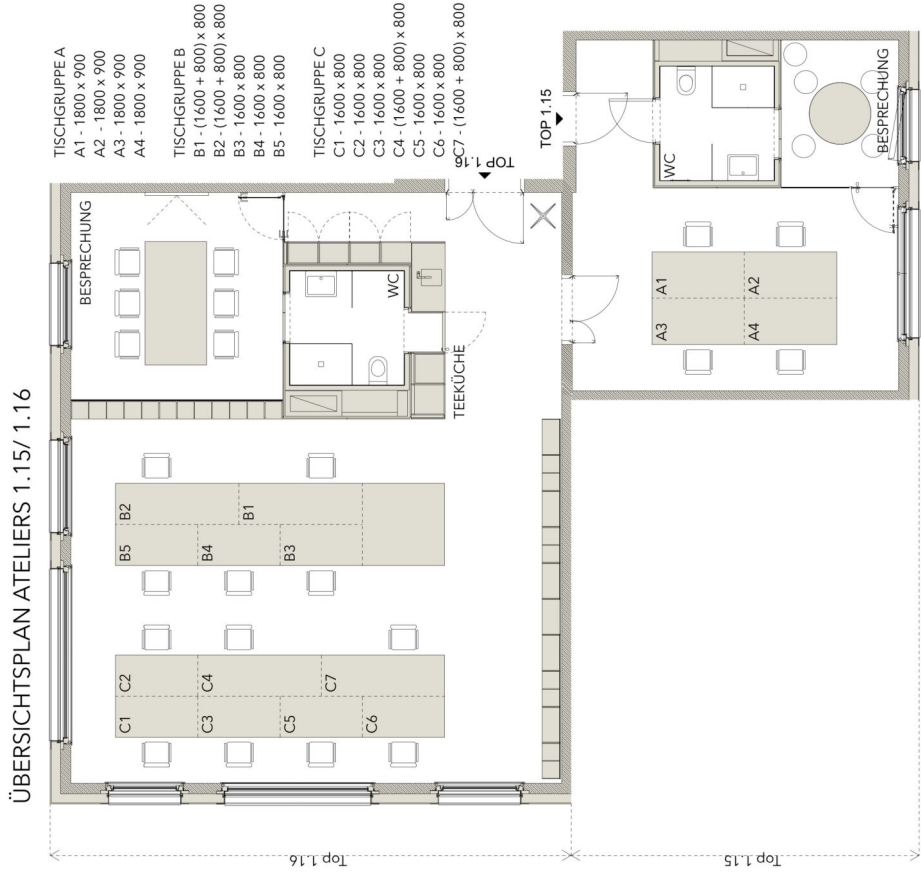 ÜBERSICHTSPLAN ATELIERS 1.15/ 1.16
TISCHGRUPPE A
A1 - 1800 x 900
A2 - 1800 x 900
A3 - 1800 x 900
A4 - 1800 x 900
TISCHGRUPPE B
B1 - (1600 + 800) x 800
B2 - (1600 + 800) x 800
B3 - 1600 x 800
B4 - 1600 x 800
B5 - 1600 x 800
TISCHGRUPPE C
C1 - 1600 x 800
C2 - 1600 x 800
C3 - 1600 x 800
C4 - (1600 + 800) x 800
C5 - 1600 x 800
C6 - 1600 x 800
C7 - (1600 + 800) x 800
BESPRECHUNG
WC
TEEKÜCHE
TOP 1.16
B2
B1
B5
B4
B3
C2
C4
C7
C1
C3
C5
C6
TOP 1.15
WC
BESPRECHUNG
A1
A2
A3
A4
Top 1.16
Top 1.15